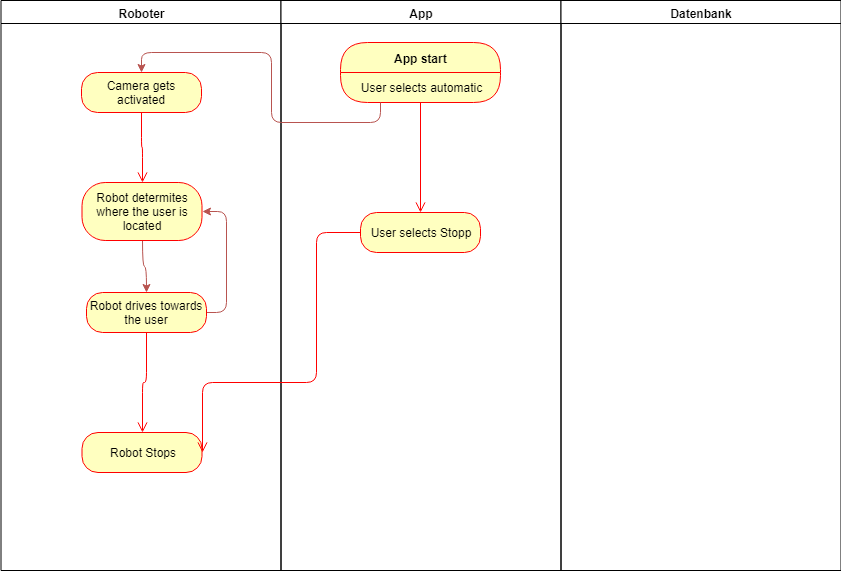 Roboter
App
Datenbank
App start
User selects automatic
Camera gets
activated
Robot determites
where the user is
located
User selects Stopp
Robot drives towards
the user
Robot Stops